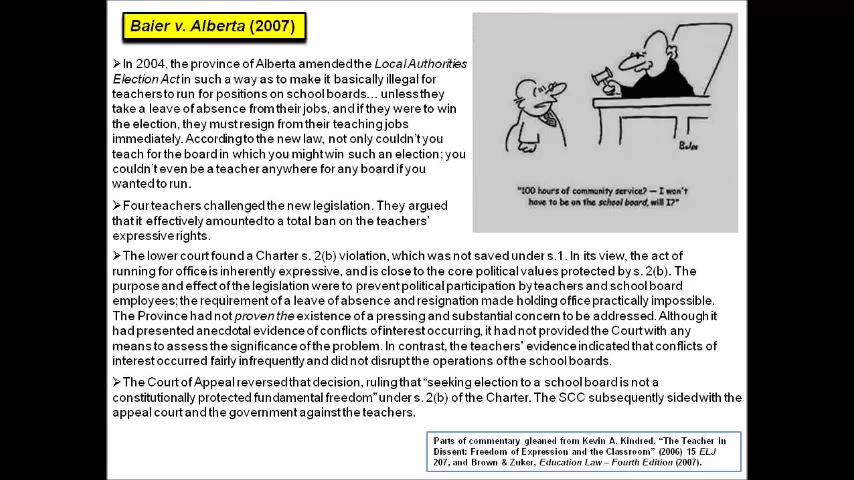 Baier v. Alberta (2007)
➢In 2004, the province of Alberta amended the Local Authorities
Election Act in such a way as to make it basically illegal for
teachers to run for positions on school boards… unless they
take a leave of absence from their jobs, and if they were to win
the election, they must resign from their teaching jobs
immediately. According to the new law, not only couldn't you
teach for the board in which you might win such an election; you
couldn't even be a teacher anywhere for any board if you
wanted to run.
➢Four teachers challenged the new legislation. They argued
that it effectively amounted to a total ban on the teachers'
expressive rights.
"100 hours of community service? — I won't
have to be on the school board, will I?"
➢The lower court found a Charter s. 2(b) violation, which was not saved under s.1. In its view, the act of
running for office is inherently expressive, and is close to the core political values protected by s. 2(b). The
purpose and effect of the legislation were to prevent political participation by teachers and school board
employees; the requirement of a leave of absence and resignation made holding office practically impossible.
The Province had not proven the existence of a pressing and substantial concern to be addressed. Although it
had presented anecdotal evidence of conflicts of interest occurring, it had not provided the Court with any
means to assess the significance of the problem. In contrast, the teachers' evidence indicated that conflicts of
interest occurred fairly infrequently and did not disrupt the operations of the school boards.
➢The Court of Appeal reversed that decision, ruling that "seeking election to a school board is not a
constitutionally protected fundamental freedom" under s. 2(b) of the Charter. The SCC subsequently sided with the
appeal court and the government against the teachers.
Parts of commentary gleaned from Kevin A. Kindred, "The Teacher in
Dissent: Freedom of Expression and the Classroom" (2006) 15 ELJ
207, and Brown & Zuker, Education Law – Fourth Edition (2007).